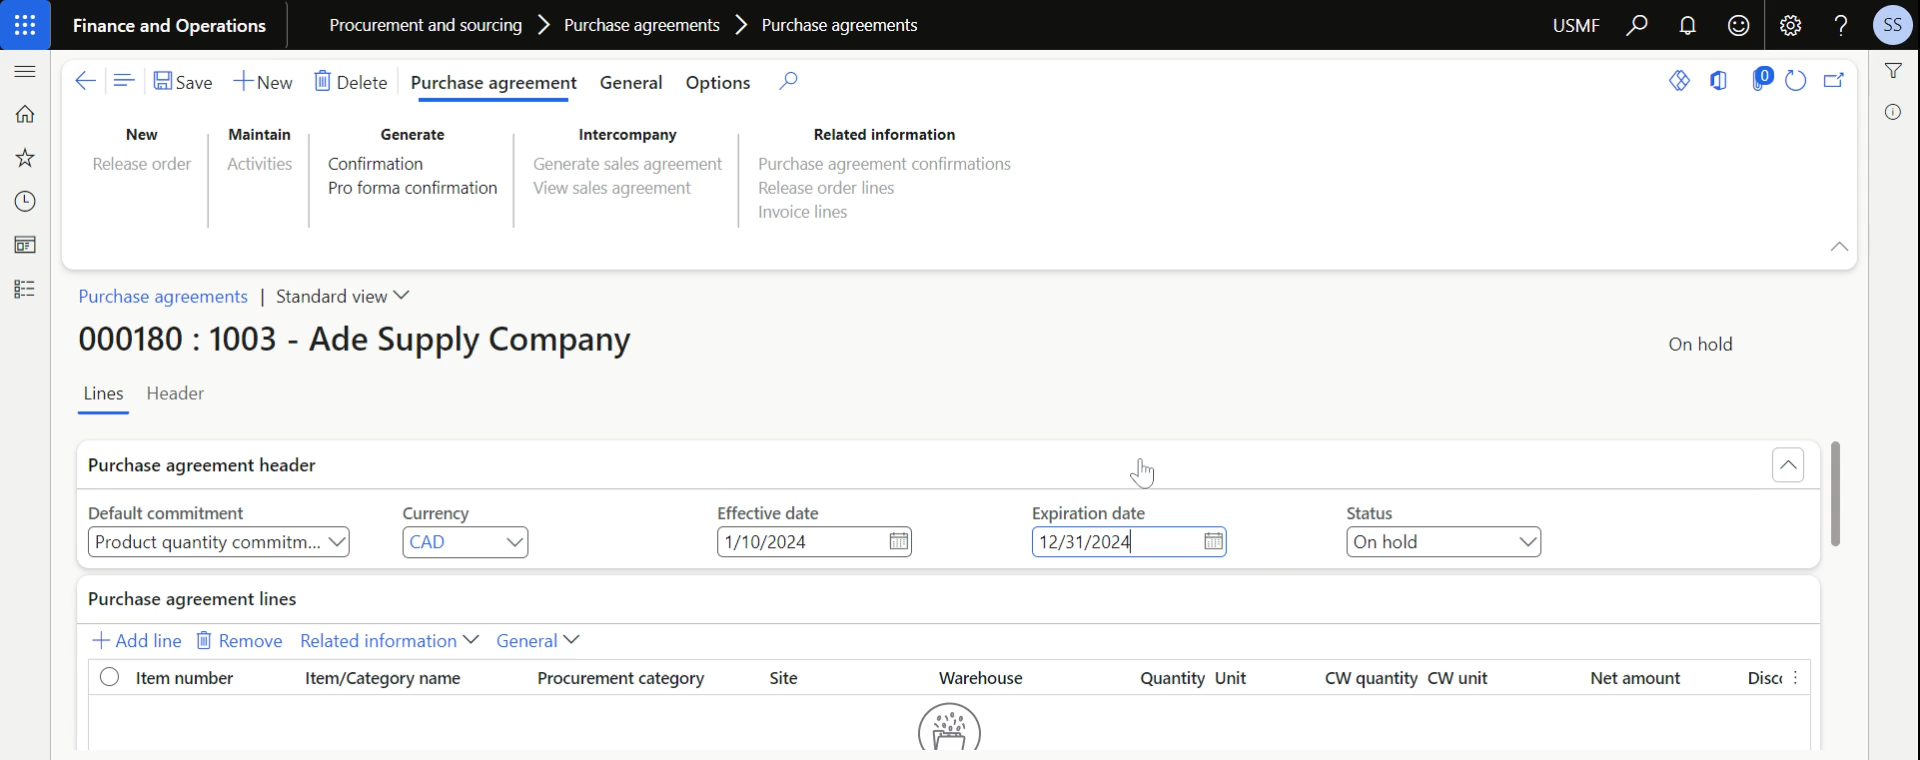 Finance and Operations Procurement and sourcing Purchase agreements Purchase agreements USMF SS
Save New Delete Purchase agreement General Options 0
New Maintain Generate Intercompany Related information
Release order Activities Confirmation Generate sales agreement Purchase agreement confirmations
Pro forma confirmation View sales agreement Release order lines
Invoice lines
Purchase agreements | Standard view
000180 : 1003 - Ade Supply Company
On hold
Lines Header
Purchase agreement header
Default commitment Currency Effective date Expiration date Status
Product quantity commitm... CAD 1/10/2024 12/31/2024 On hold
Purchase agreement lines
Add line Remove Related information General
Item number Item/Category name Procurement category Site Warehouse Quantity Unit CW quantity CW unit Net amount Disc